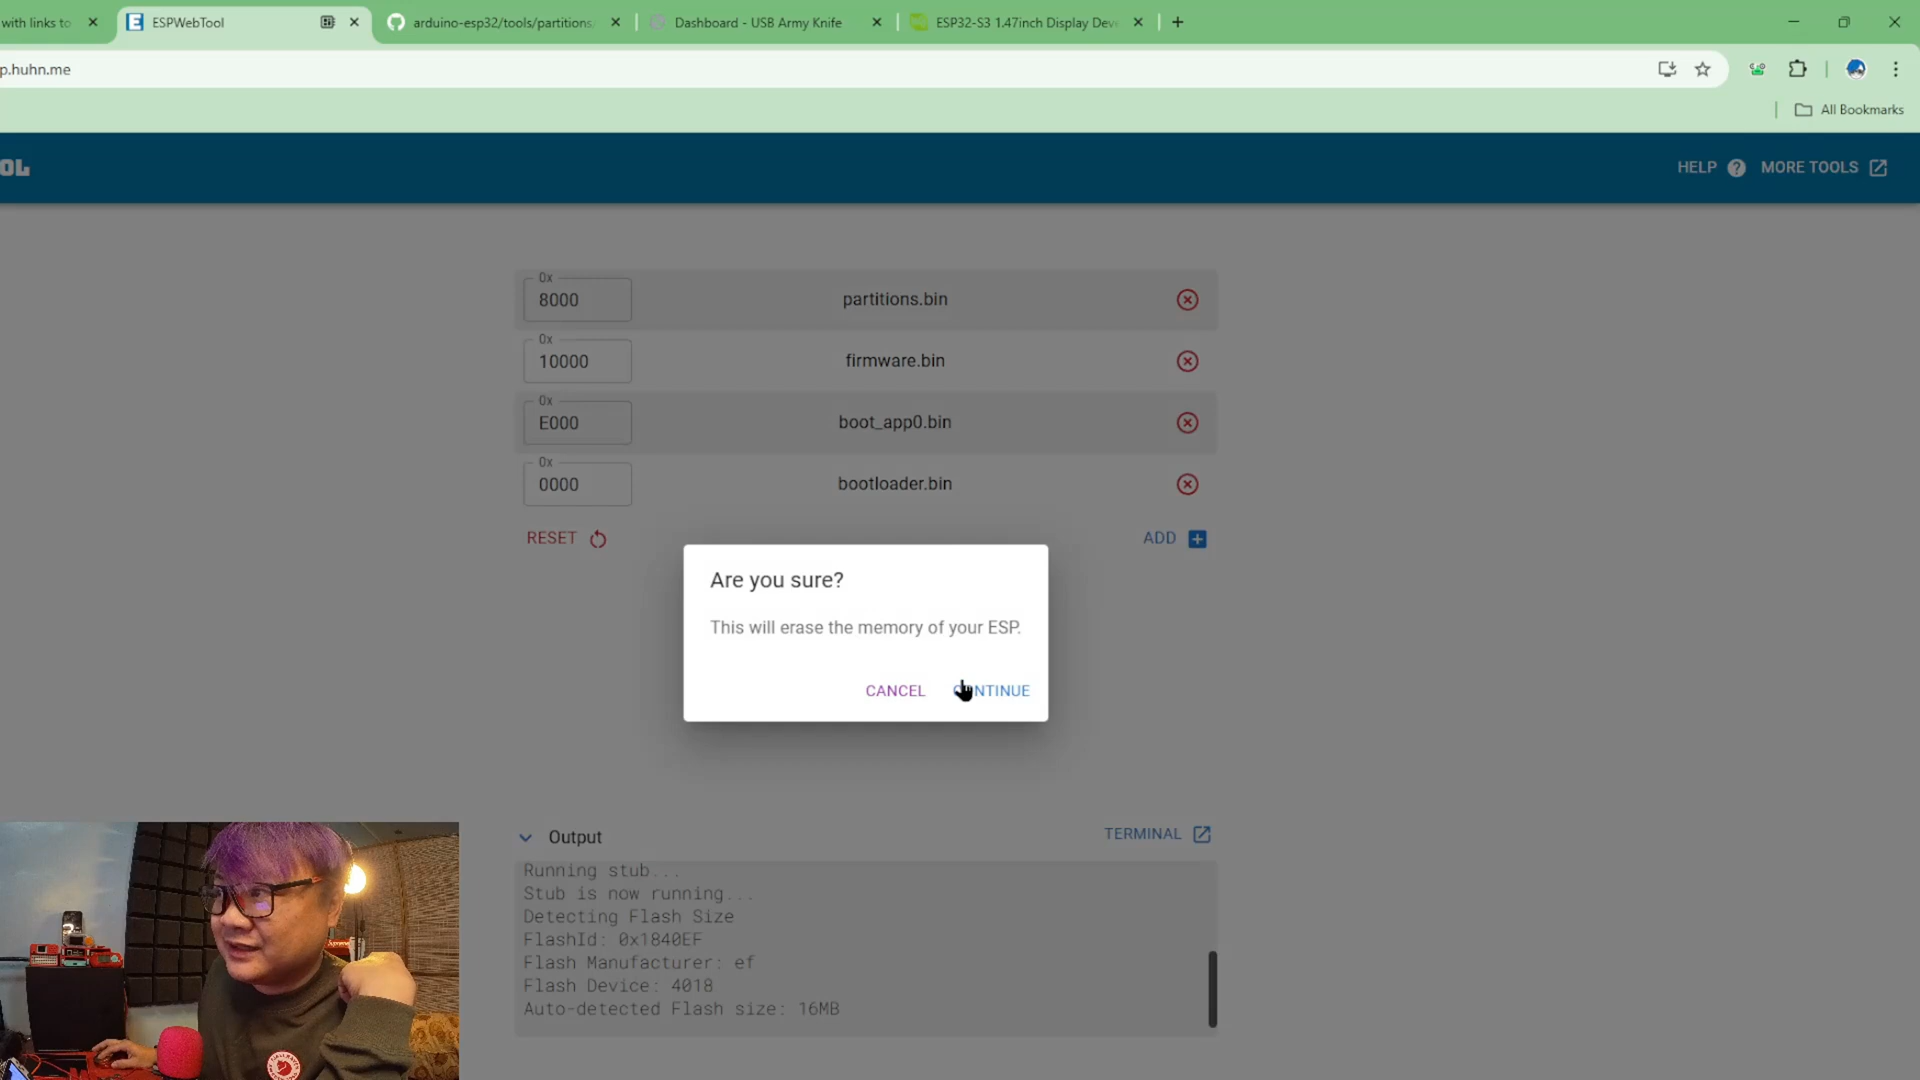 with links to
ESPWebTool
arduino-esp32/tools/partitions
Dashboard - USB Army Knife
ESP32-S3 1.47inch Display Dev
p.huhn.me
All Bookmarks
OL
HELP
MORE TOOLS
0x
8000
partitions.bin
0x
10000
firmware.bin
0x
E000
boot_app0.bin
0x
0000
bootloader.bin
RESET
ADD
Are you sure?
This will erase the memory of your ESP.
CANCEL
CONTINUE
Output
TERMINAL
Running stub...
Stub is now running...
Detecting Flash Size
FlashId: 0x1840EF
Flash Manufacturer: ef
Flash Device: 4018
Auto-detected Flash size: 16MB
Supreme